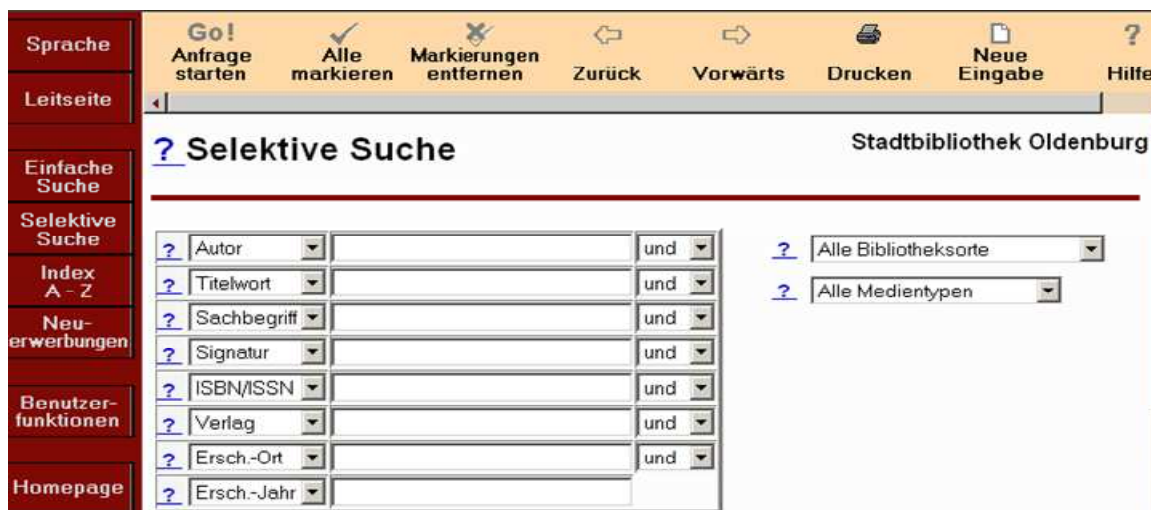 Sprache
Leitseite
Einfache
Suche
Selektive
Suche
Index
A - Z
Neu-
erwerbungen
Benutzer-
funktionen
Homepage
Go!
Anfrage
starten
Alle
markieren
Markierungen
entfernen
Zurück
Vorwärts
Drucken
Neue
Eingabe
?
Hilfe
? Selektive Suche
Stadtbibliothek Oldenburg
? Autor und
? Titelwort und
? Sachbegriff und
? Signatur und
? ISBN/ISSN und
? Verlag und
? Ersch.-Ort und
? Ersch.-Jahr
? Alle Bibliotheksorte
? Alle Medientypen